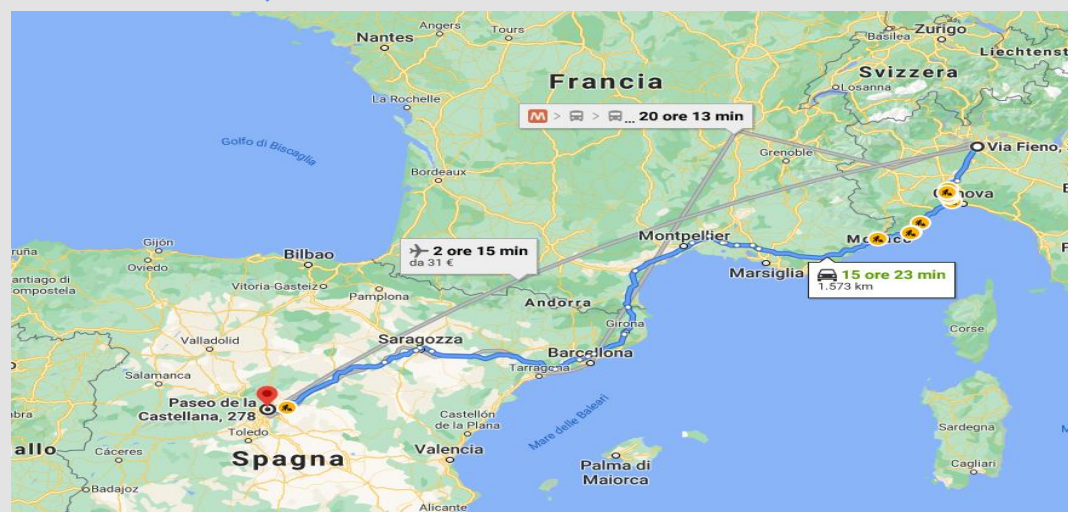 Angers
Tours
Nantes
Basilea
Zurigo
Liechtenst
Francia
Svizzera
Losanna
La Rochelle
20 ore 13 min
Golfo di Biscaglia
Grenoble
Via Fieno,
Bordeaux
Genova
Gijón
Oviedo
Bilbao
2 ore 15 min
da 31 €
Montpellier
Monaco
Marsiglia
15 ore 23 min
1.573 km
antiago di
ompostela
Vitoria-Gasteiz
Pamplona
Andorra
Corse
Girona
Valladolid
Saragozza
Barcellona
Tarragona
Salamanca
Paseo de la
Castellana, 278
Castellón
de la Plana
Mare delle Baleari
Sardegna
Toledo
allo
Cáceres
Spagna
Valencia
Palma di
Maiorca
Cagliari
Badajoz
Alicante